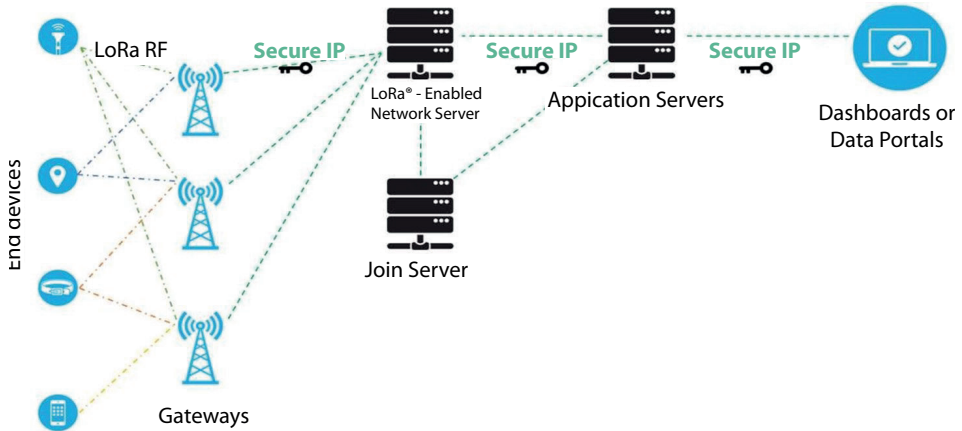 LoRa RF
Secure IP
Secure IP
Secure IP
LoRa® - Enabled
Network Server
Appication Servers
Dashboards or
Data Portals
End devices
Join Server
Gateways